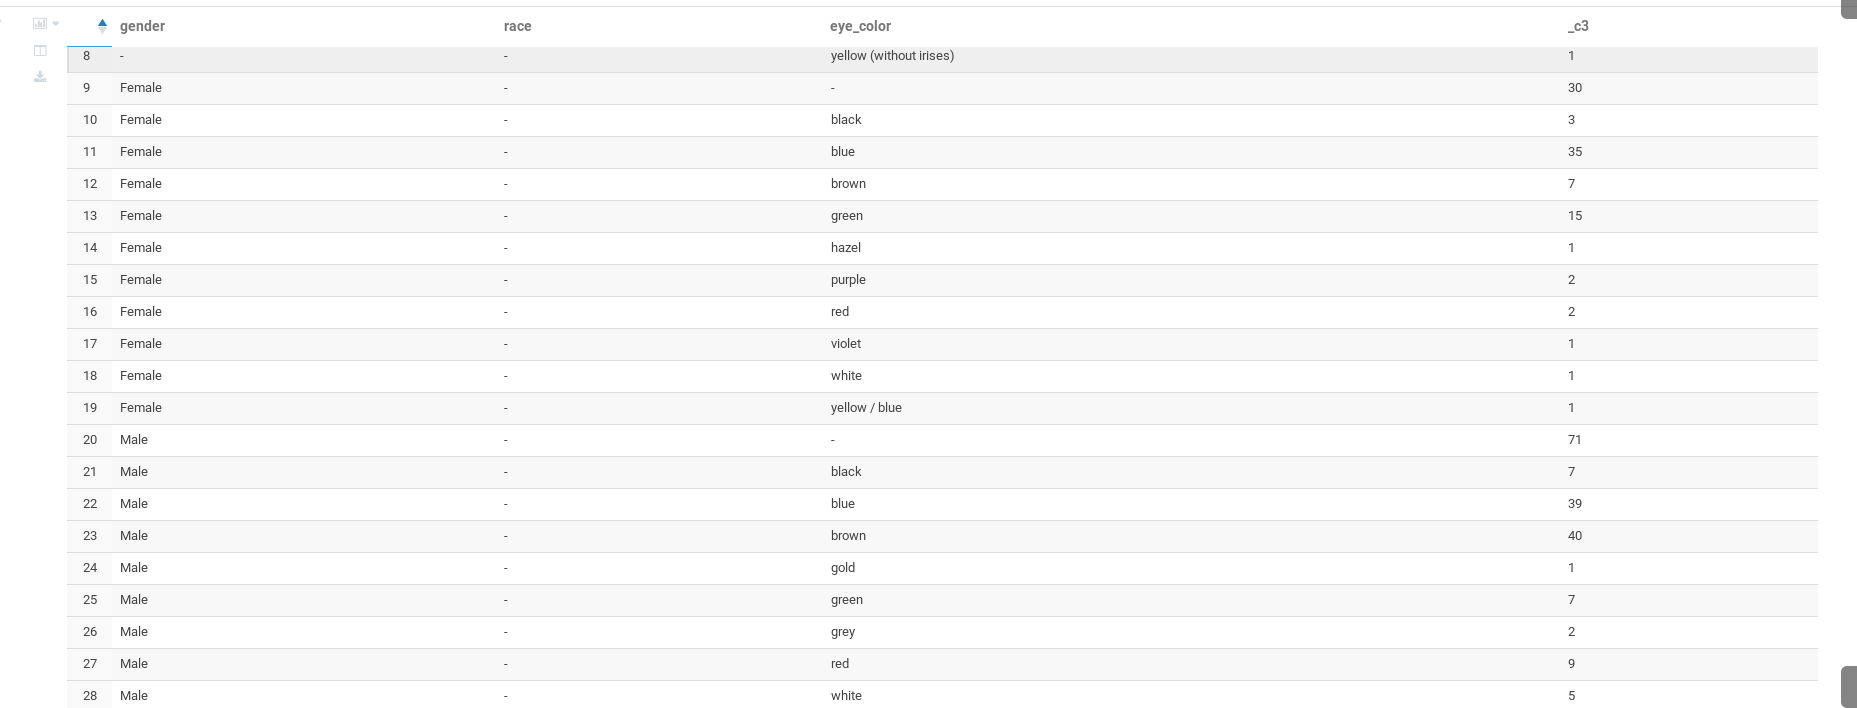 gender race eye_color _c3
8 - - yellow (without irises) 1
9 Female - - 30
10 Female - black 3
11 Female - blue 35
12 Female - brown 7
13 Female - green 15
14 Female - hazel 1
15 Female - purple 2
16 Female - red 2
17 Female - violet 1
18 Female - white 1
19 Female - yellow / blue 1
20 Male - - 71
21 Male - black 7
22 Male - blue 39
23 Male - brown 40
24 Male - gold 1
25 Male - green 7
26 Male - grey 2
27 Male - red 9
28 Male - white 5